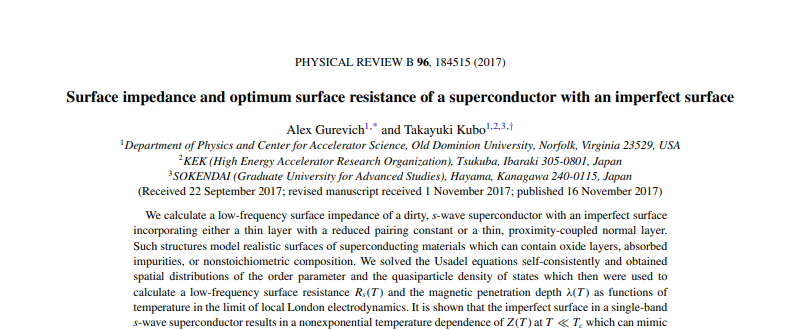 PHYSICAL REVIEW B 96, 184515 (2017)
Surface impedance and optimum surface resistance of a superconductor with an imperfect surface
Alex Gurevich1,* and Takayuki Kubo1,2,3,†
1Department of Physics and Center for Accelerator Science, Old Dominion University, Norfolk, Virginia 23529, USA
2KEK (High Energy Accelerator Research Organization), Tsukuba, Ibaraki 305-0801, Japan
3SOKENDAI (Graduate University for Advanced Studies), Hayama, Kanagawa 240-0115, Japan
(Received 22 September 2017; revised manuscript received 1 November 2017; published 16 November 2017)
We calculate a low-frequency surface impedance of a dirty, s-wave superconductor with an imperfect surface
incorporating either a thin layer with a reduced pairing constant or a thin, proximity-coupled normal layer.
Such structures model realistic surfaces of superconducting materials which can contain oxide layers, absorbed
impurities, or nonstoichiometric composition. We solved the Usadel equations self-consistently and obtained
spatial distributions of the order parameter and the quasiparticle density of states which then were used to
calculate a low-frequency surface resistance Rs(T) and the magnetic penetration depth λ(T) as functions of
temperature in the limit of local London electrodynamics. It is shown that the imperfect surface in a single-band
s-wave superconductor results in a nonexponential temperature dependence of Z(T) at T ≪ Tc which can mimic